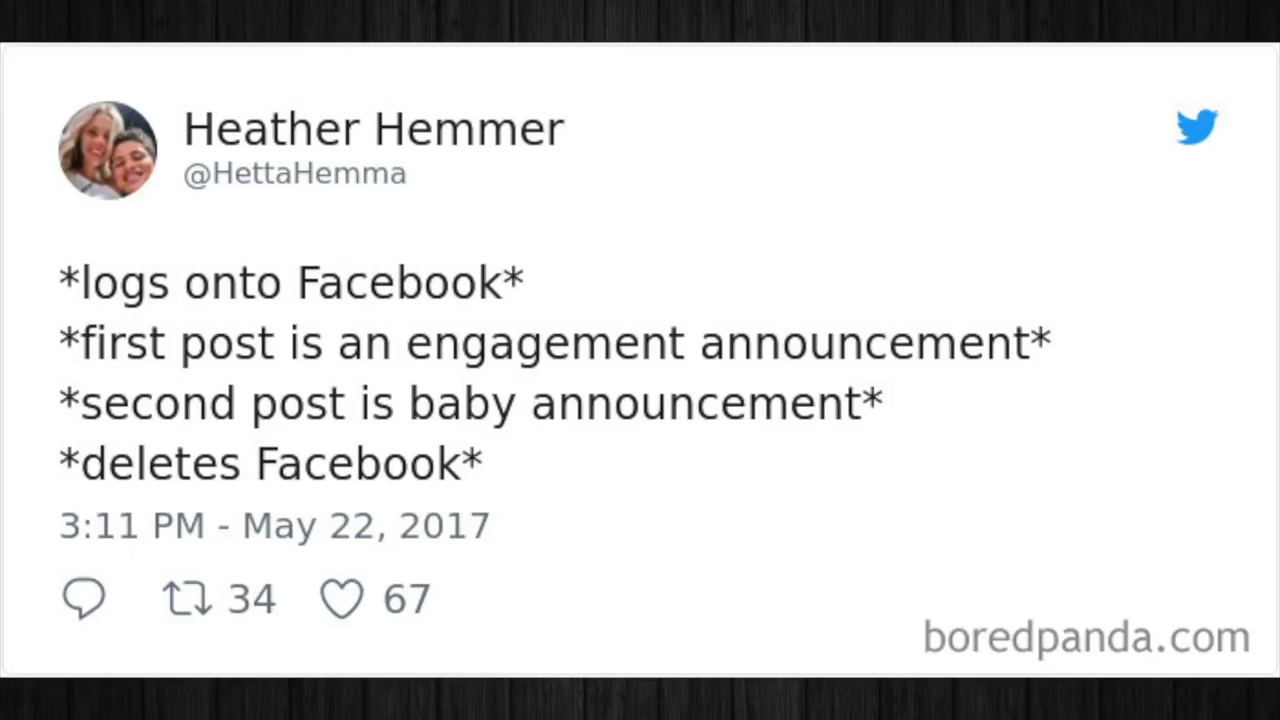 Heather Hemmer
@HettaHemma
*logs onto Facebook*
*first post is an engagement announcement*
*second post is baby announcement*
*deletes Facebook*
3:11 PM - May 22, 2017
34 67
boredpanda.com